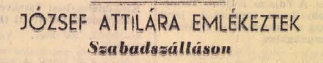 JÓZSEF ATTILÁRA EMLÉKEZTEK
Szabadszálláson